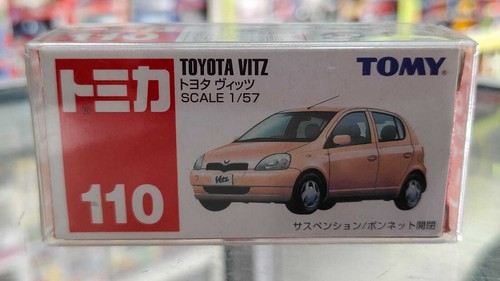 トミカ
110
TOYOTA VITZ
トヨタ ヴィッツ
SCALE 1/57
TOMY
Vitz
サスペンション/ボンネット開閉